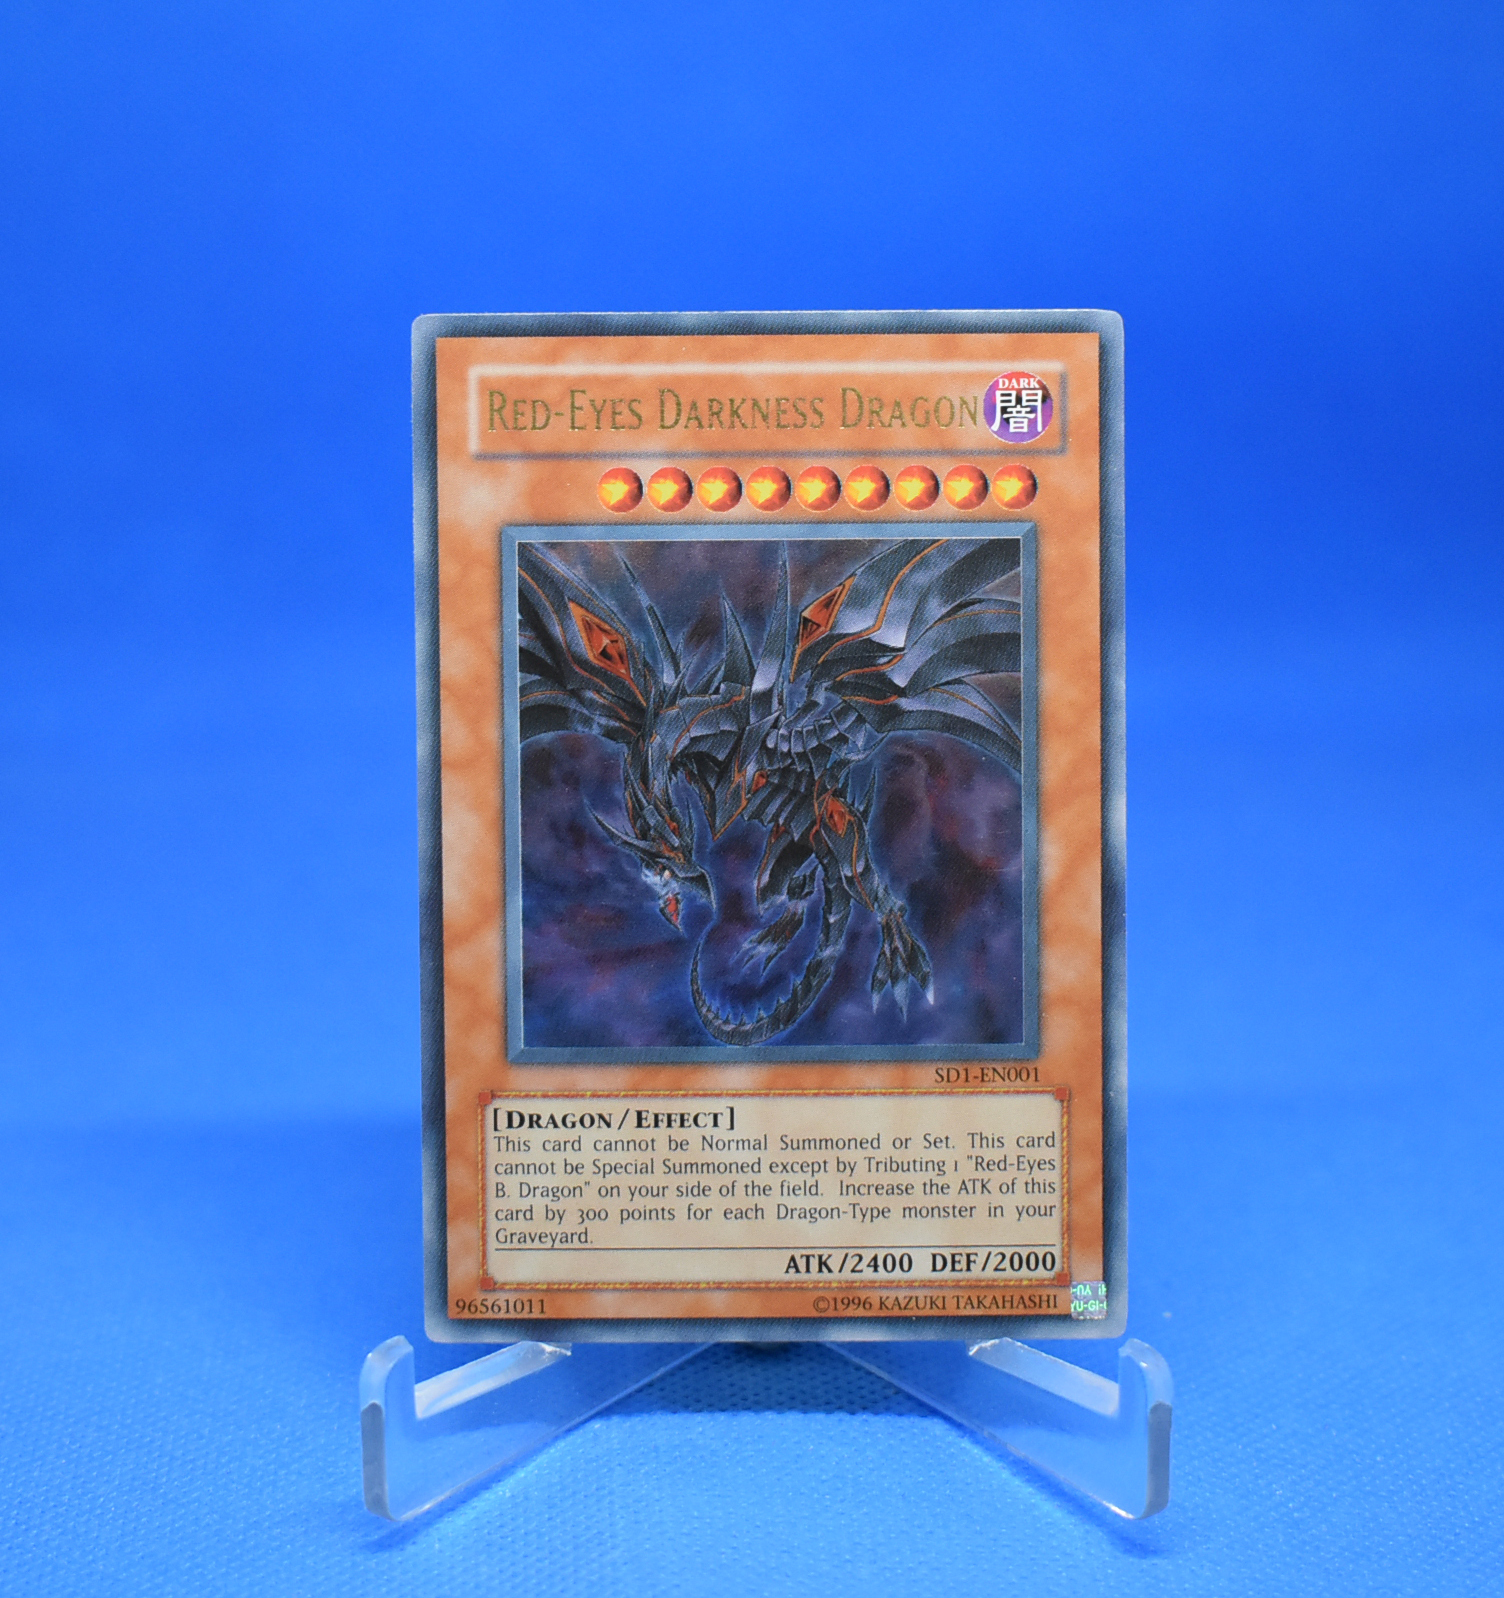 Red-Eyes Darkness Dragon
DARK
闇
SD1-EN001
[Dragon/Effect]
This card cannot be Normal Summoned or Set. This card
cannot be Special Summoned except by Tributing 1 "Red-Eyes
B. Dragon" on your side of the field. Increase the ATK of this
card by 300 points for each Dragon-Type monster in your
Graveyard.
ATK/2400 DEF/2000
96561011
©1996 KAZUKI TAKAHASHI
YU-GI-